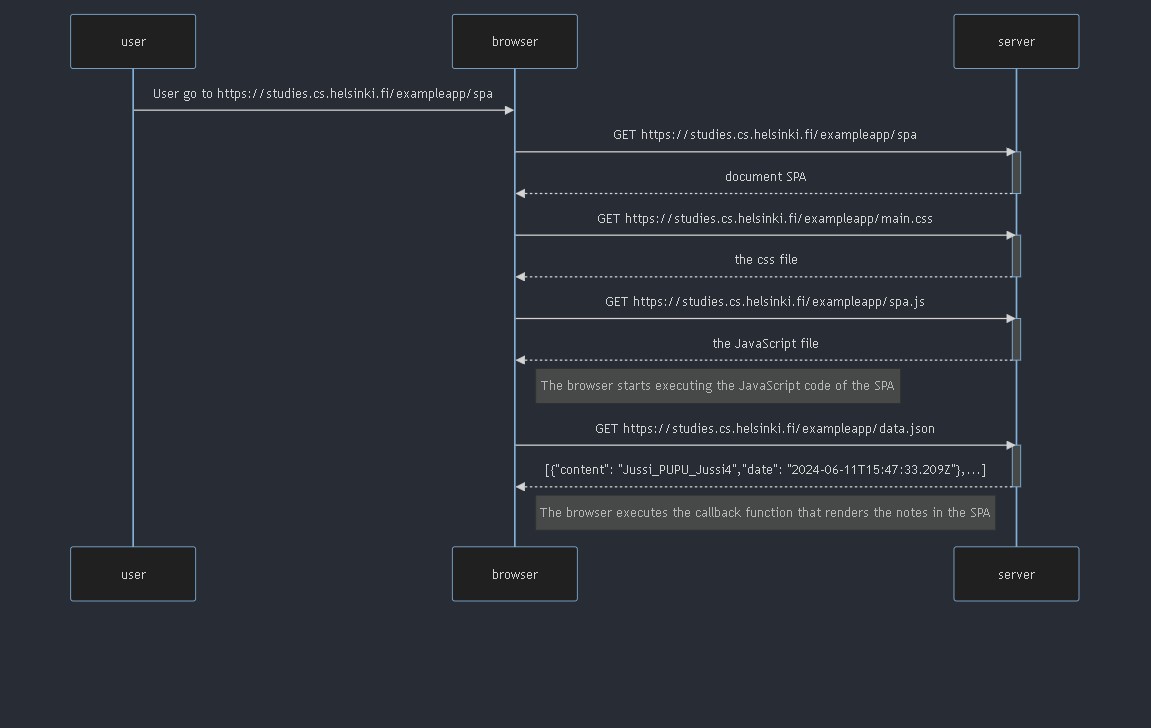 user
browser
server
User go to https://studies.cs.helsinki.fi/exampleapp/spa
GET https://studies.cs.helsinki.fi/exampleapp/spa
document SPA
GET https://studies.cs.helsinki.fi/exampleapp/main.css
the css file
GET https://studies.cs.helsinki.fi/exampleapp/spa.js
the JavaScript file
The browser starts executing the JavaScript code of the SPA
GET https://studies.cs.helsinki.fi/exampleapp/data.json
[{"content": "Jussi_PUPU_Jussi4","date": "2024-06-11T15:47:33.209Z"},...]
The browser executes the callback function that renders the notes in the SPA
user
browser
server